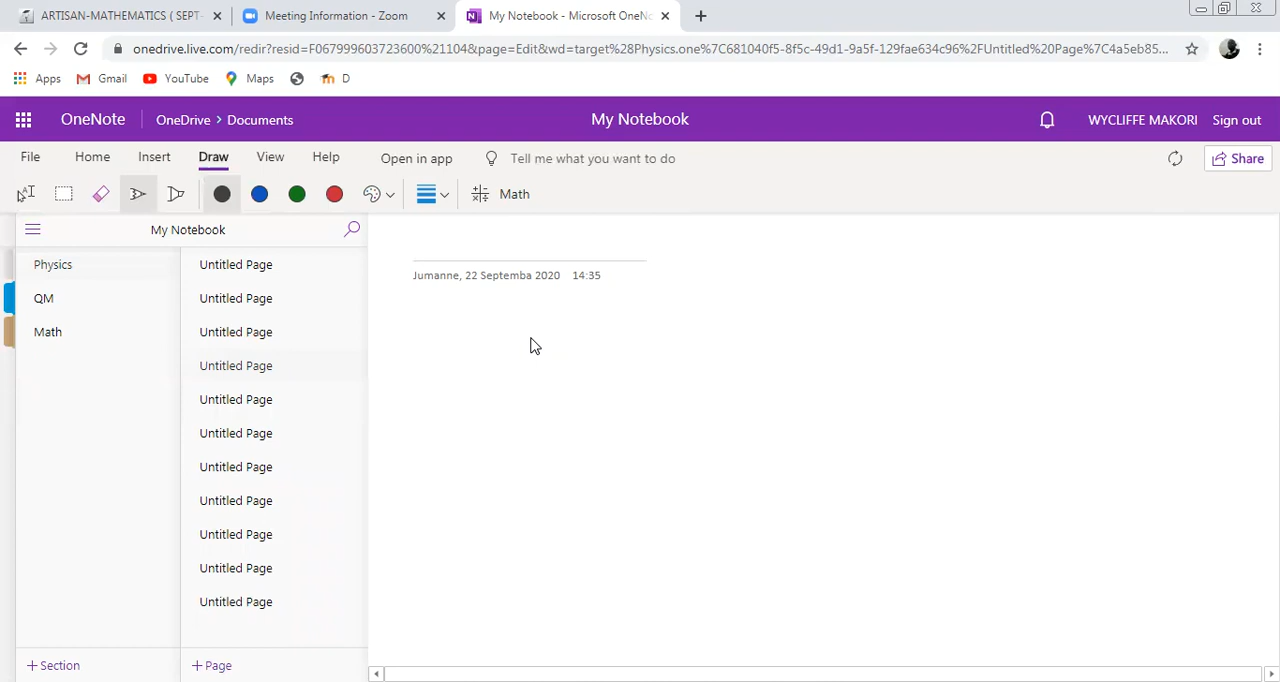 ARTISAN-MATHEMATICS ( SEPT-
Meeting Information - Zoom
My Notebook - Microsoft OneNo
onedrive.live.com/redir?resid=F067999603723600%21104&page=Edit&wd=target%28Physics.one%7C681040f5-8f5c-49d1-9a5f-129fae634c96%2FUntitled%20Page%7C4a5eb85...
Apps Gmail YouTube Maps D
OneNote OneDrive > Documents My Notebook WYCLIFFE MAKORI Sign out
File Home Insert Draw View Help Open in app Tell me what you want to do Share
Math
My Notebook
Physics
QM
Math
+ Section
Untitled Page
Untitled Page
Untitled Page
Untitled Page
Untitled Page
Untitled Page
Untitled Page
Untitled Page
Untitled Page
Untitled Page
Untitled Page
+ Page
Jumanne, 22 Septemba 2020 14:35